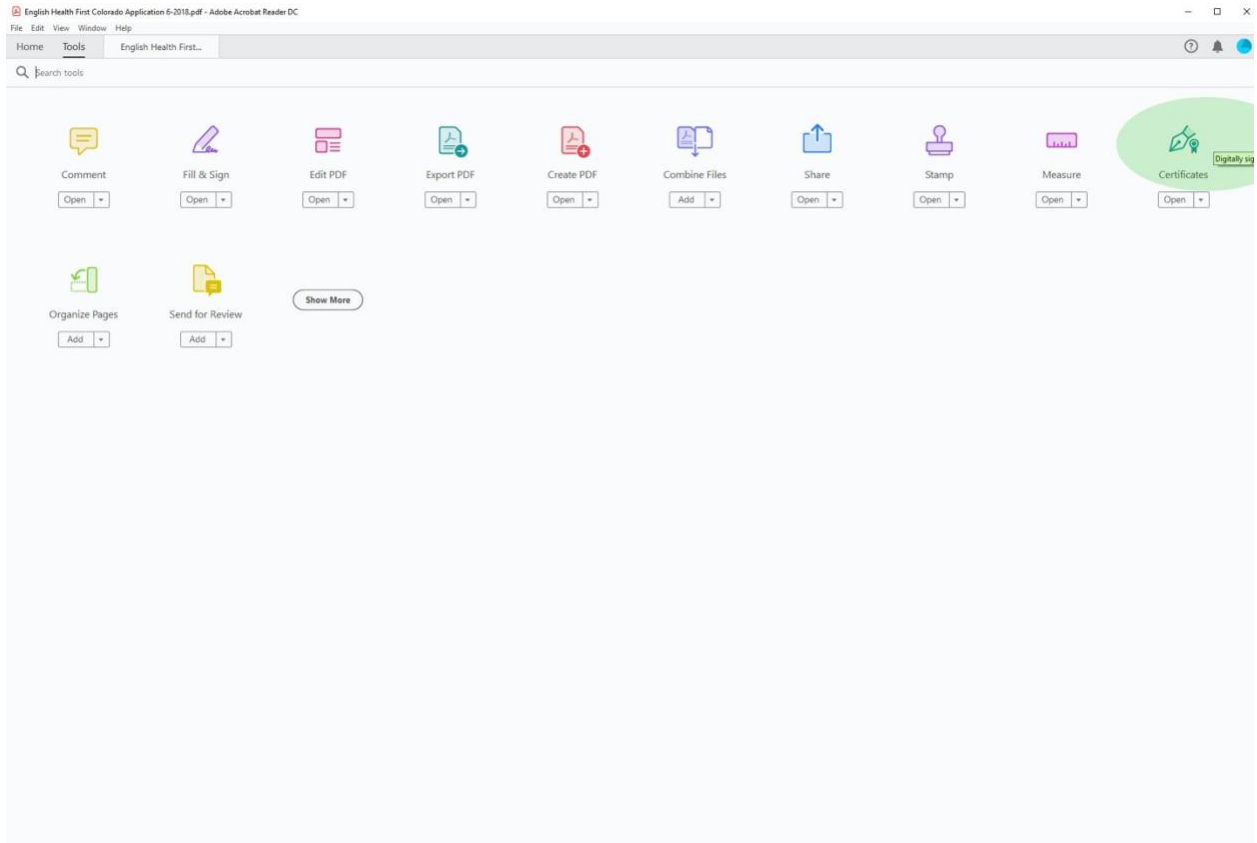 English Health First Colorado Application 6-2018.pdf - Adobe Acrobat Reader DC
File Edit View Window Help
Home Tools English Health First...
Search tools
Comment Fill & Sign Edit PDF Export PDF Create PDF Combine Files Share Stamp Measure Certificates
Digitally sig
Open Open Open Open Open Add Open Open Open Open
Organize Pages Send for Review Show More
Add Add